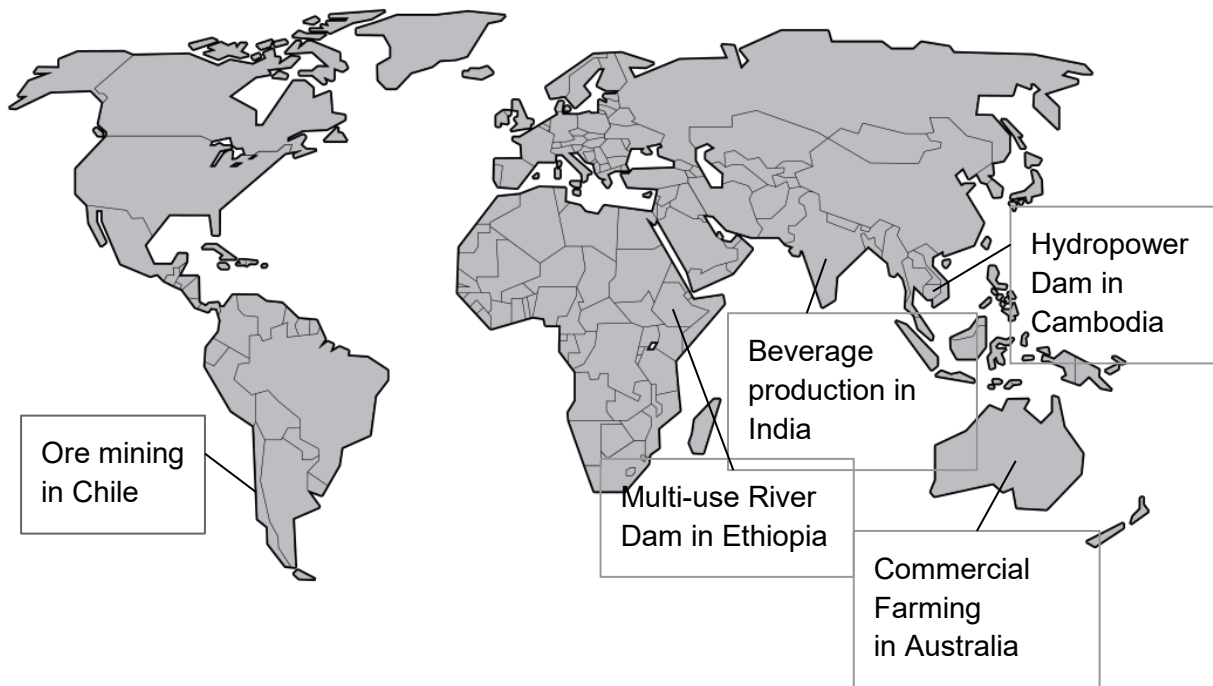 Hydropower
Dam in
Cambodia
Beverage
production in
India
Ore mining
in Chile
Multi-use River
Dam in Ethiopia
Commercial
Farming
in Australia